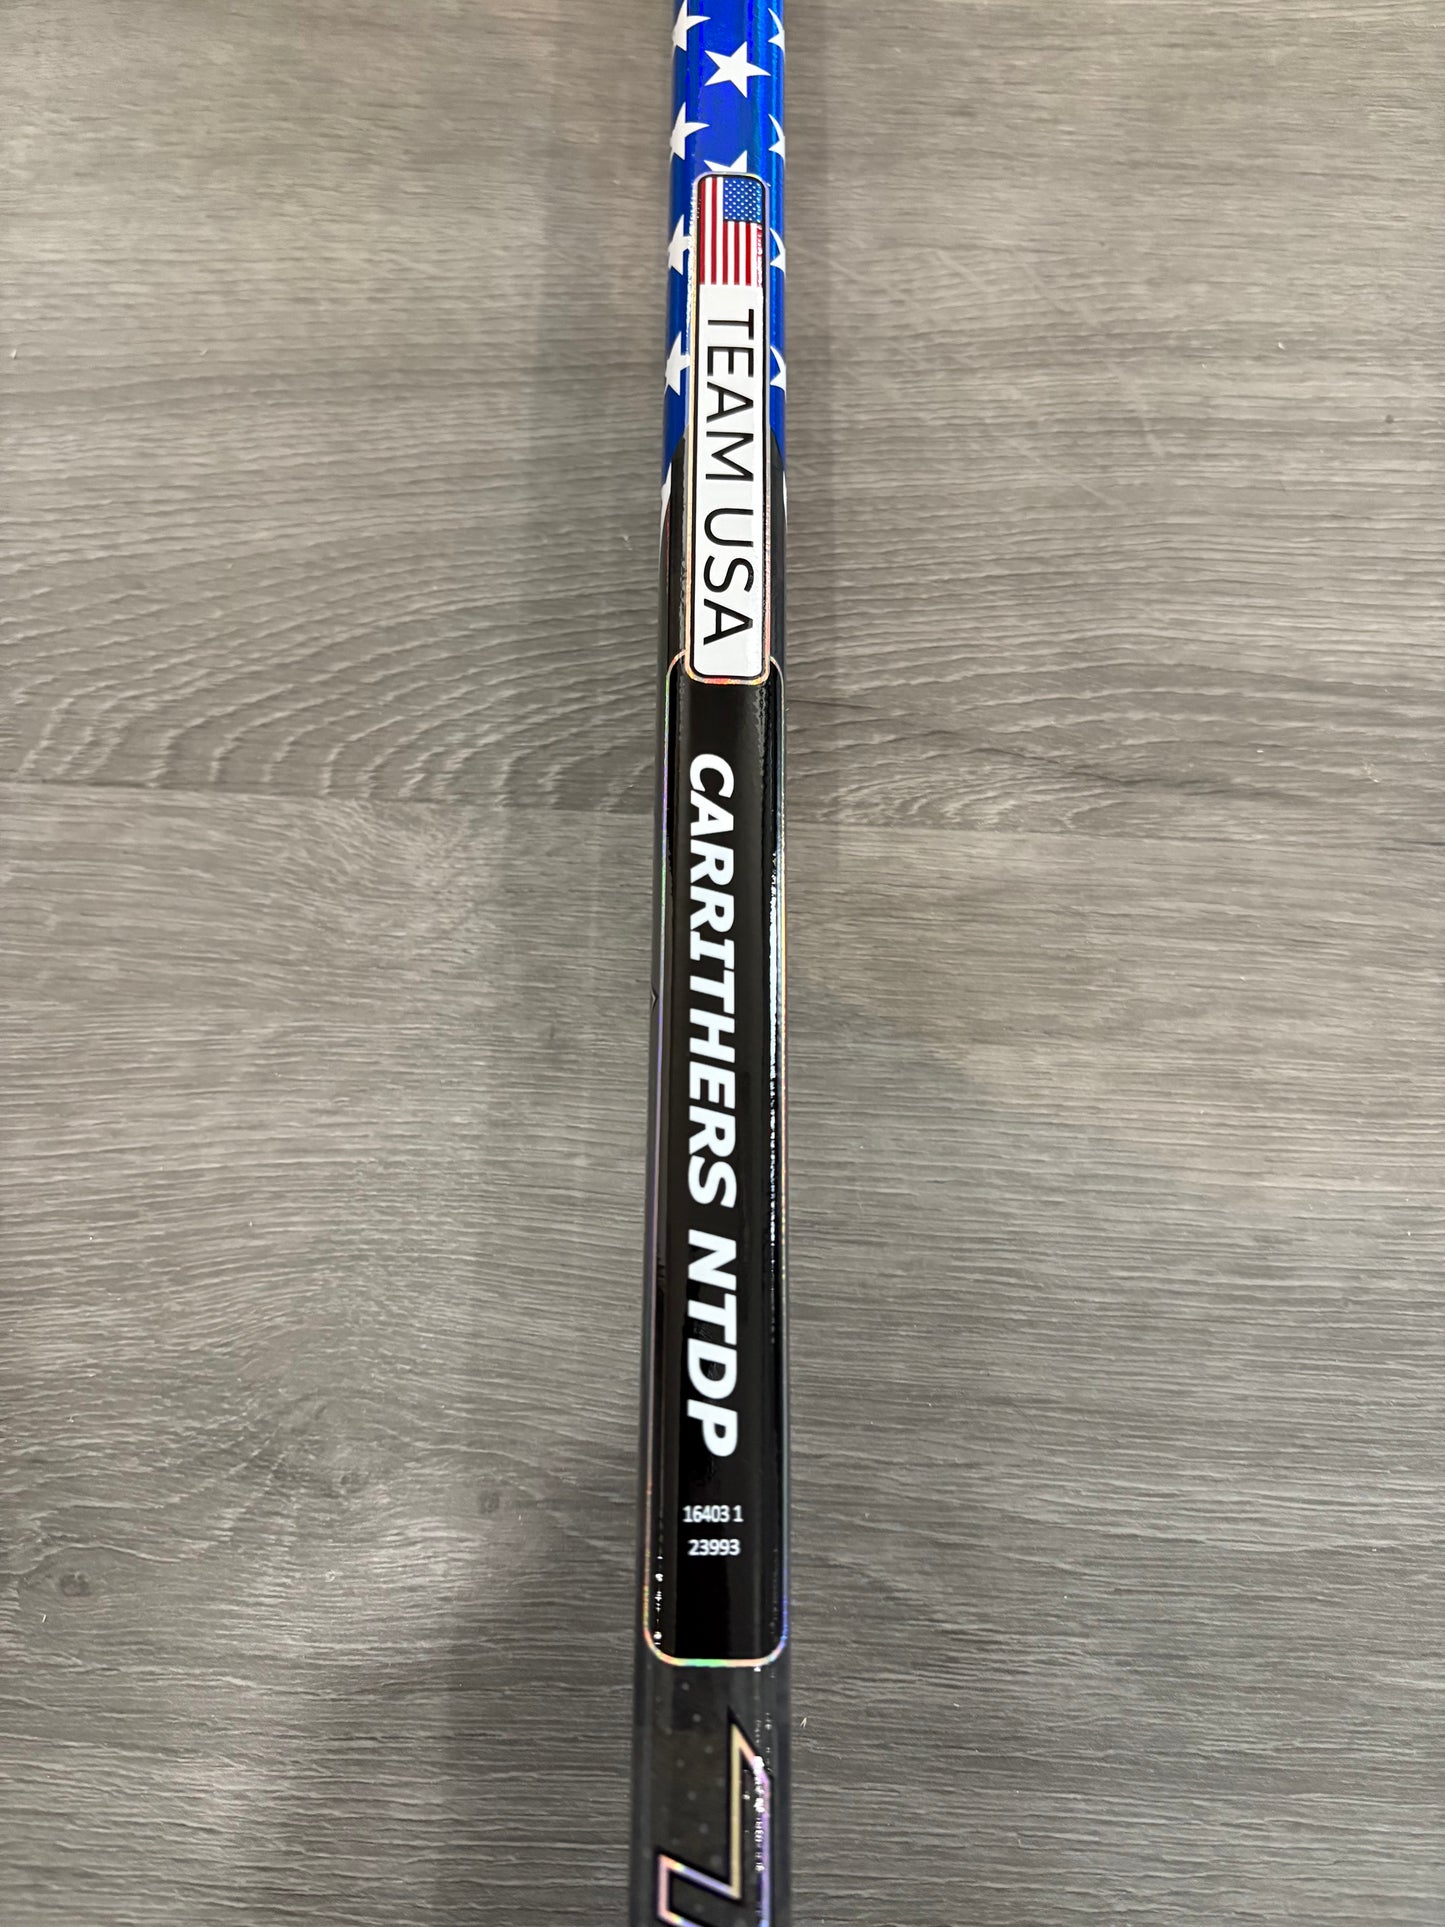 TEAM USA
CARRITHERS NTDP
16403 1
23993